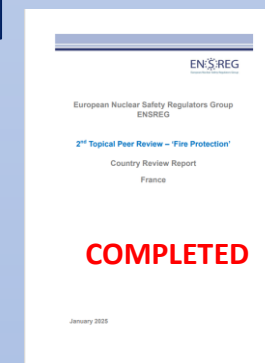 ENSREG
European Nuclear Safety Regulators Group
ENSREG
2nd Topical Peer Review – 'Fire Protection'
Country Review Report
France
COMPLETED
January 2025